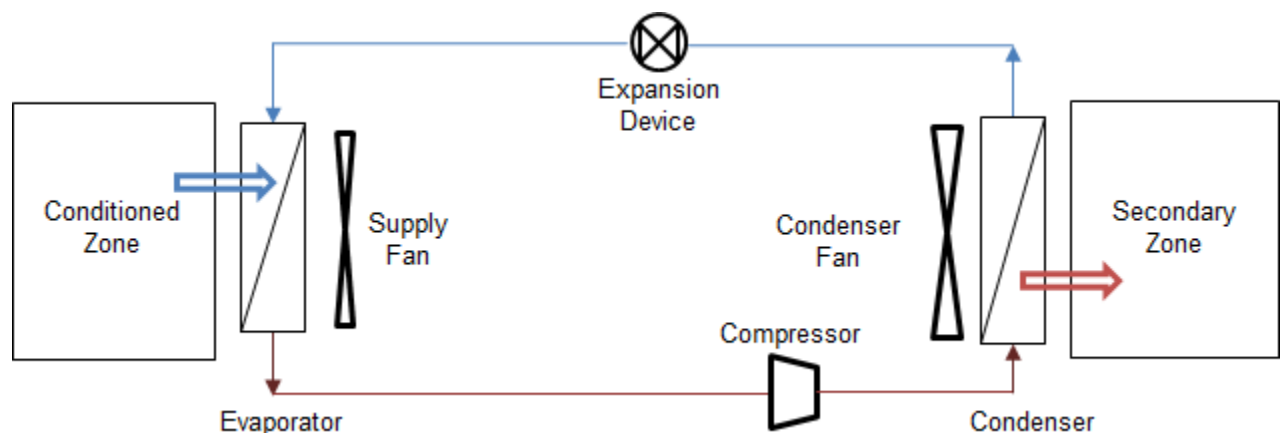 Expansion
Device
Conditioned
Zone
Supply
Fan
Condenser
Fan
Secondary
Zone
Compressor
Evaporator
Condenser